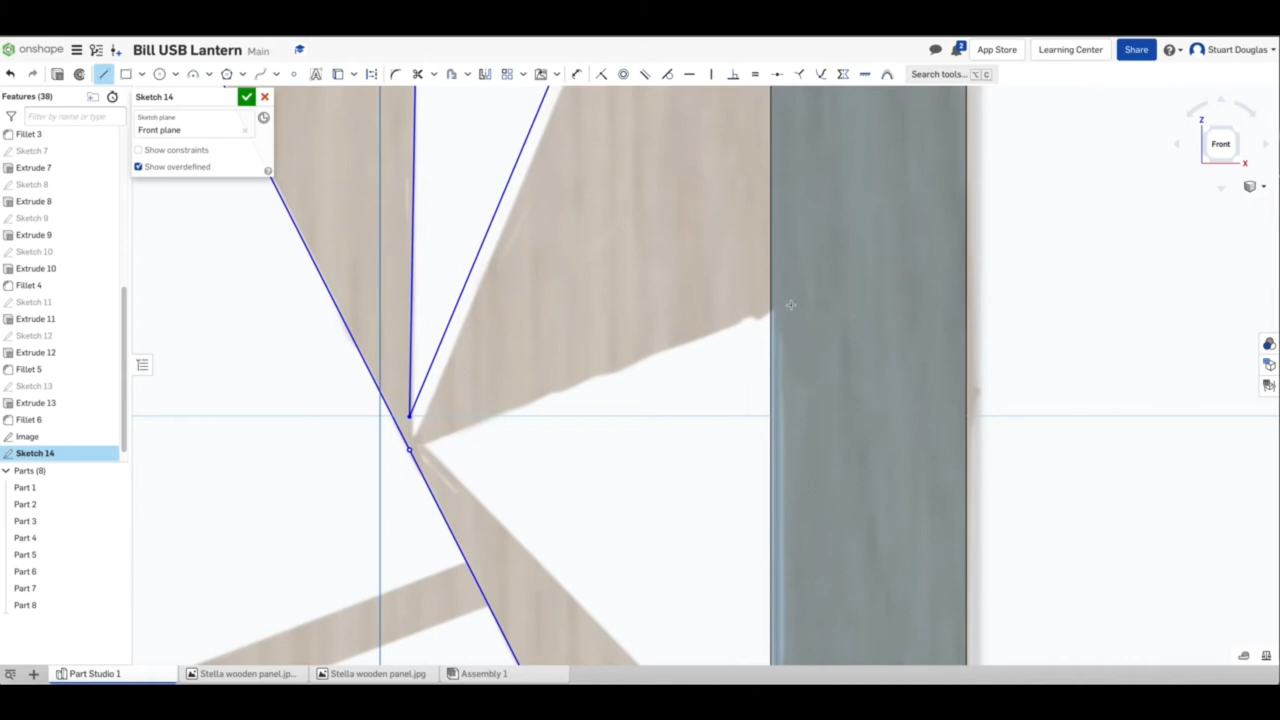 onshape Bill USB Lantern Main 2 App Store Learning Center Share Stuart Douglas
Search tools... ⌥ C
Features (38)
Filter by name or type
Fillet 3
Sketch 7
Extrude 7
Sketch 8
Extrude 8
Sketch 9
Extrude 9
Sketch 10
Extrude 10
Fillet 4
Sketch 11
Extrude 11
Sketch 12
Extrude 12
Fillet 5
Sketch 13
Extrude 13
Fillet 6
Image
Sketch 14
Parts (8)
Part 1
Part 2
Part 3
Part 4
Part 5
Part 6
Part 7
Part 8
Sketch 14
Sketch plane
Front plane
Show constraints
Show overdefined
Z
Front
X
Part Studio 1 Stella wooden panel.jp... Stella wooden panel.jpg Assembly 1